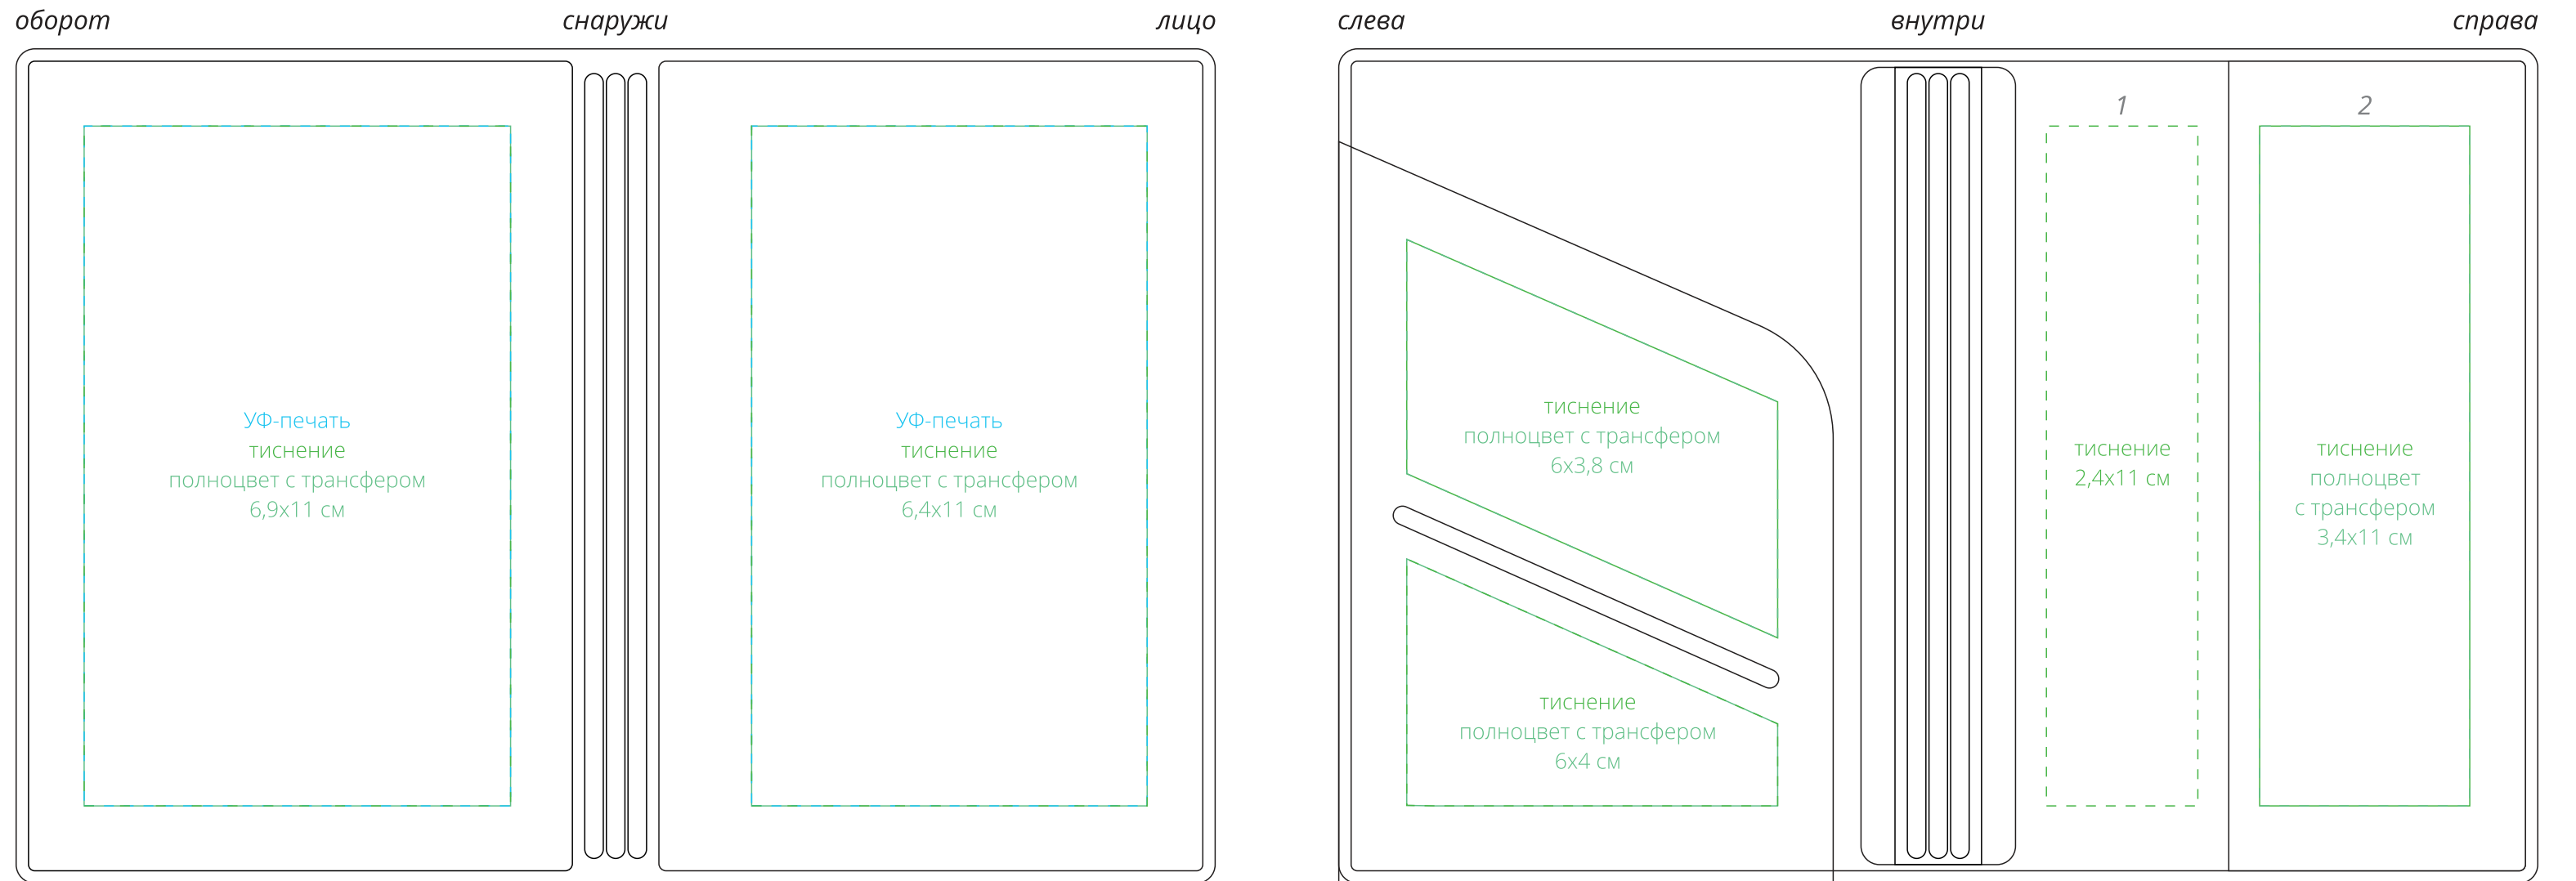 оборот
снаружи
лицо
слева
внутри
справа
УФ-печать
тиснение
полноцвет с трансфером
6,9х11 см
УФ-печать
тиснение
полноцвет с трансфером
6,4х11 см
тиснение
полноцвет с трансфером
6х3,8 см
тиснение
полноцвет с трансфером
6х4 см
1
тиснение
2,4х11 см
2
тиснение
полноцвет
с трансфером
3,4х11 см